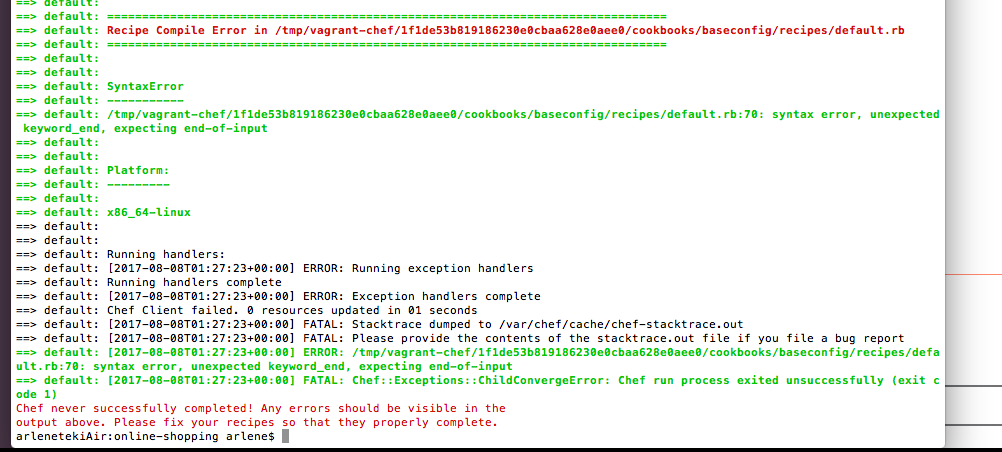 ==> default:
==> default: ================================================================================
==> default: Recipe Compile Error in /tmp/vagrant-chef/1f1de53b819186230e0cbaa628e0aee0/cookbooks/baseconfig/recipes/default.rb
==> default: ================================================================================
==> default:
==> default:
==> default: SyntaxError
==> default: -----------
==> default: /tmp/vagrant-chef/1f1de53b819186230e0cbaa628e0aee0/cookbooks/baseconfig/recipes/default.rb:70: syntax error, unexpected
keyword_end, expecting end-of-input
==> default:
==> default:
==> default: Platform:
==> default: ---------
==> default:
==> default: x86_64-linux
==> default:
==> default:
==> default: Running handlers:
==> default: [2017-08-08T01:27:23+00:00] ERROR: Running exception handlers
==> default: Running handlers complete
==> default: [2017-08-08T01:27:23+00:00] ERROR: Exception handlers complete
==> default: Chef Client failed. 0 resources updated in 01 seconds
==> default: [2017-08-08T01:27:23+00:00] FATAL: Stacktrace dumped to /var/chef/cache/chef-stacktrace.out
==> default: [2017-08-08T01:27:23+00:00] FATAL: Please provide the contents of the stacktrace.out file if you file a bug report
==> default: [2017-08-08T01:27:23+00:00] ERROR: /tmp/vagrant-chef/1f1de53b819186230e0cbaa628e0aee0/cookbooks/baseconfig/recipes/defa
ult.rb:70: syntax error, unexpected keyword_end, expecting end-of-input
==> default: [2017-08-08T01:27:23+00:00] FATAL: Chef::Exceptions::ChildConvergeError: Chef run process exited unsuccessfully (exit c
ode 1)
Chef never successfully completed! Any errors should be visible in the
output above. Please fix your recipes so that they properly complete.
arlenetekiAir:online-shopping arlene$